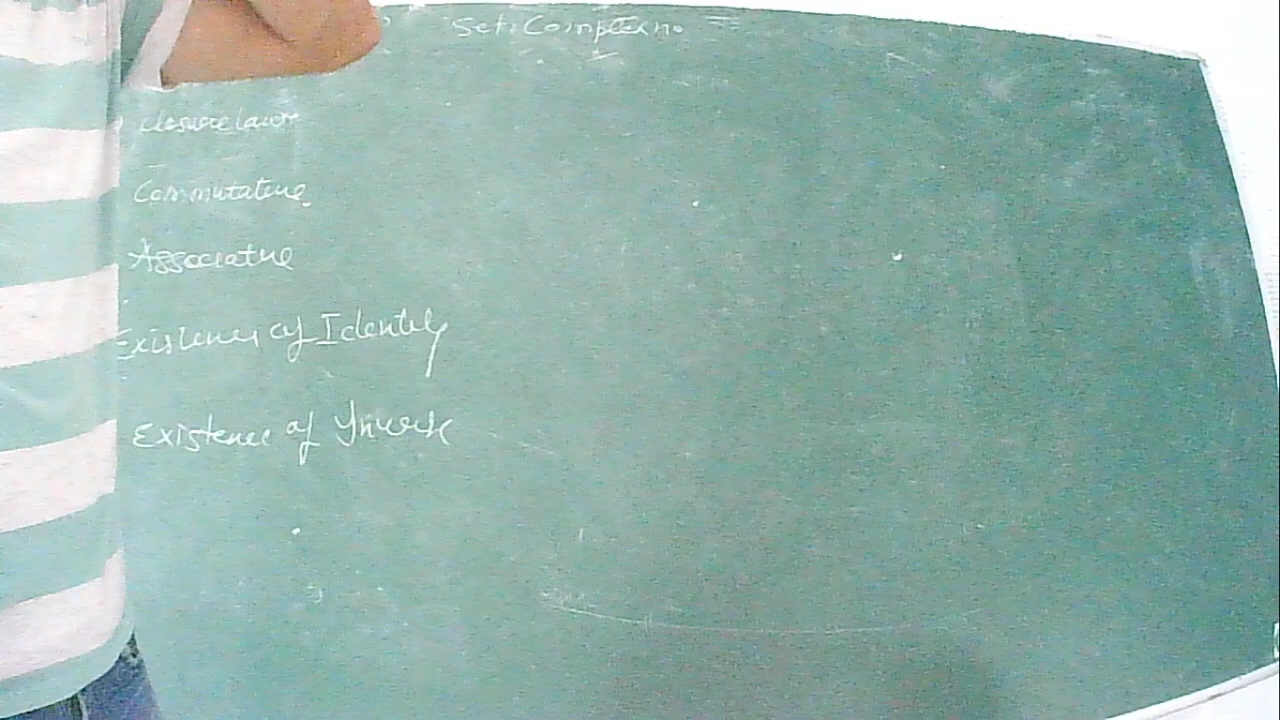 Set: Complex no.
Closure law
Commutative
Associative
Existence of Identity
Existence of Inverse